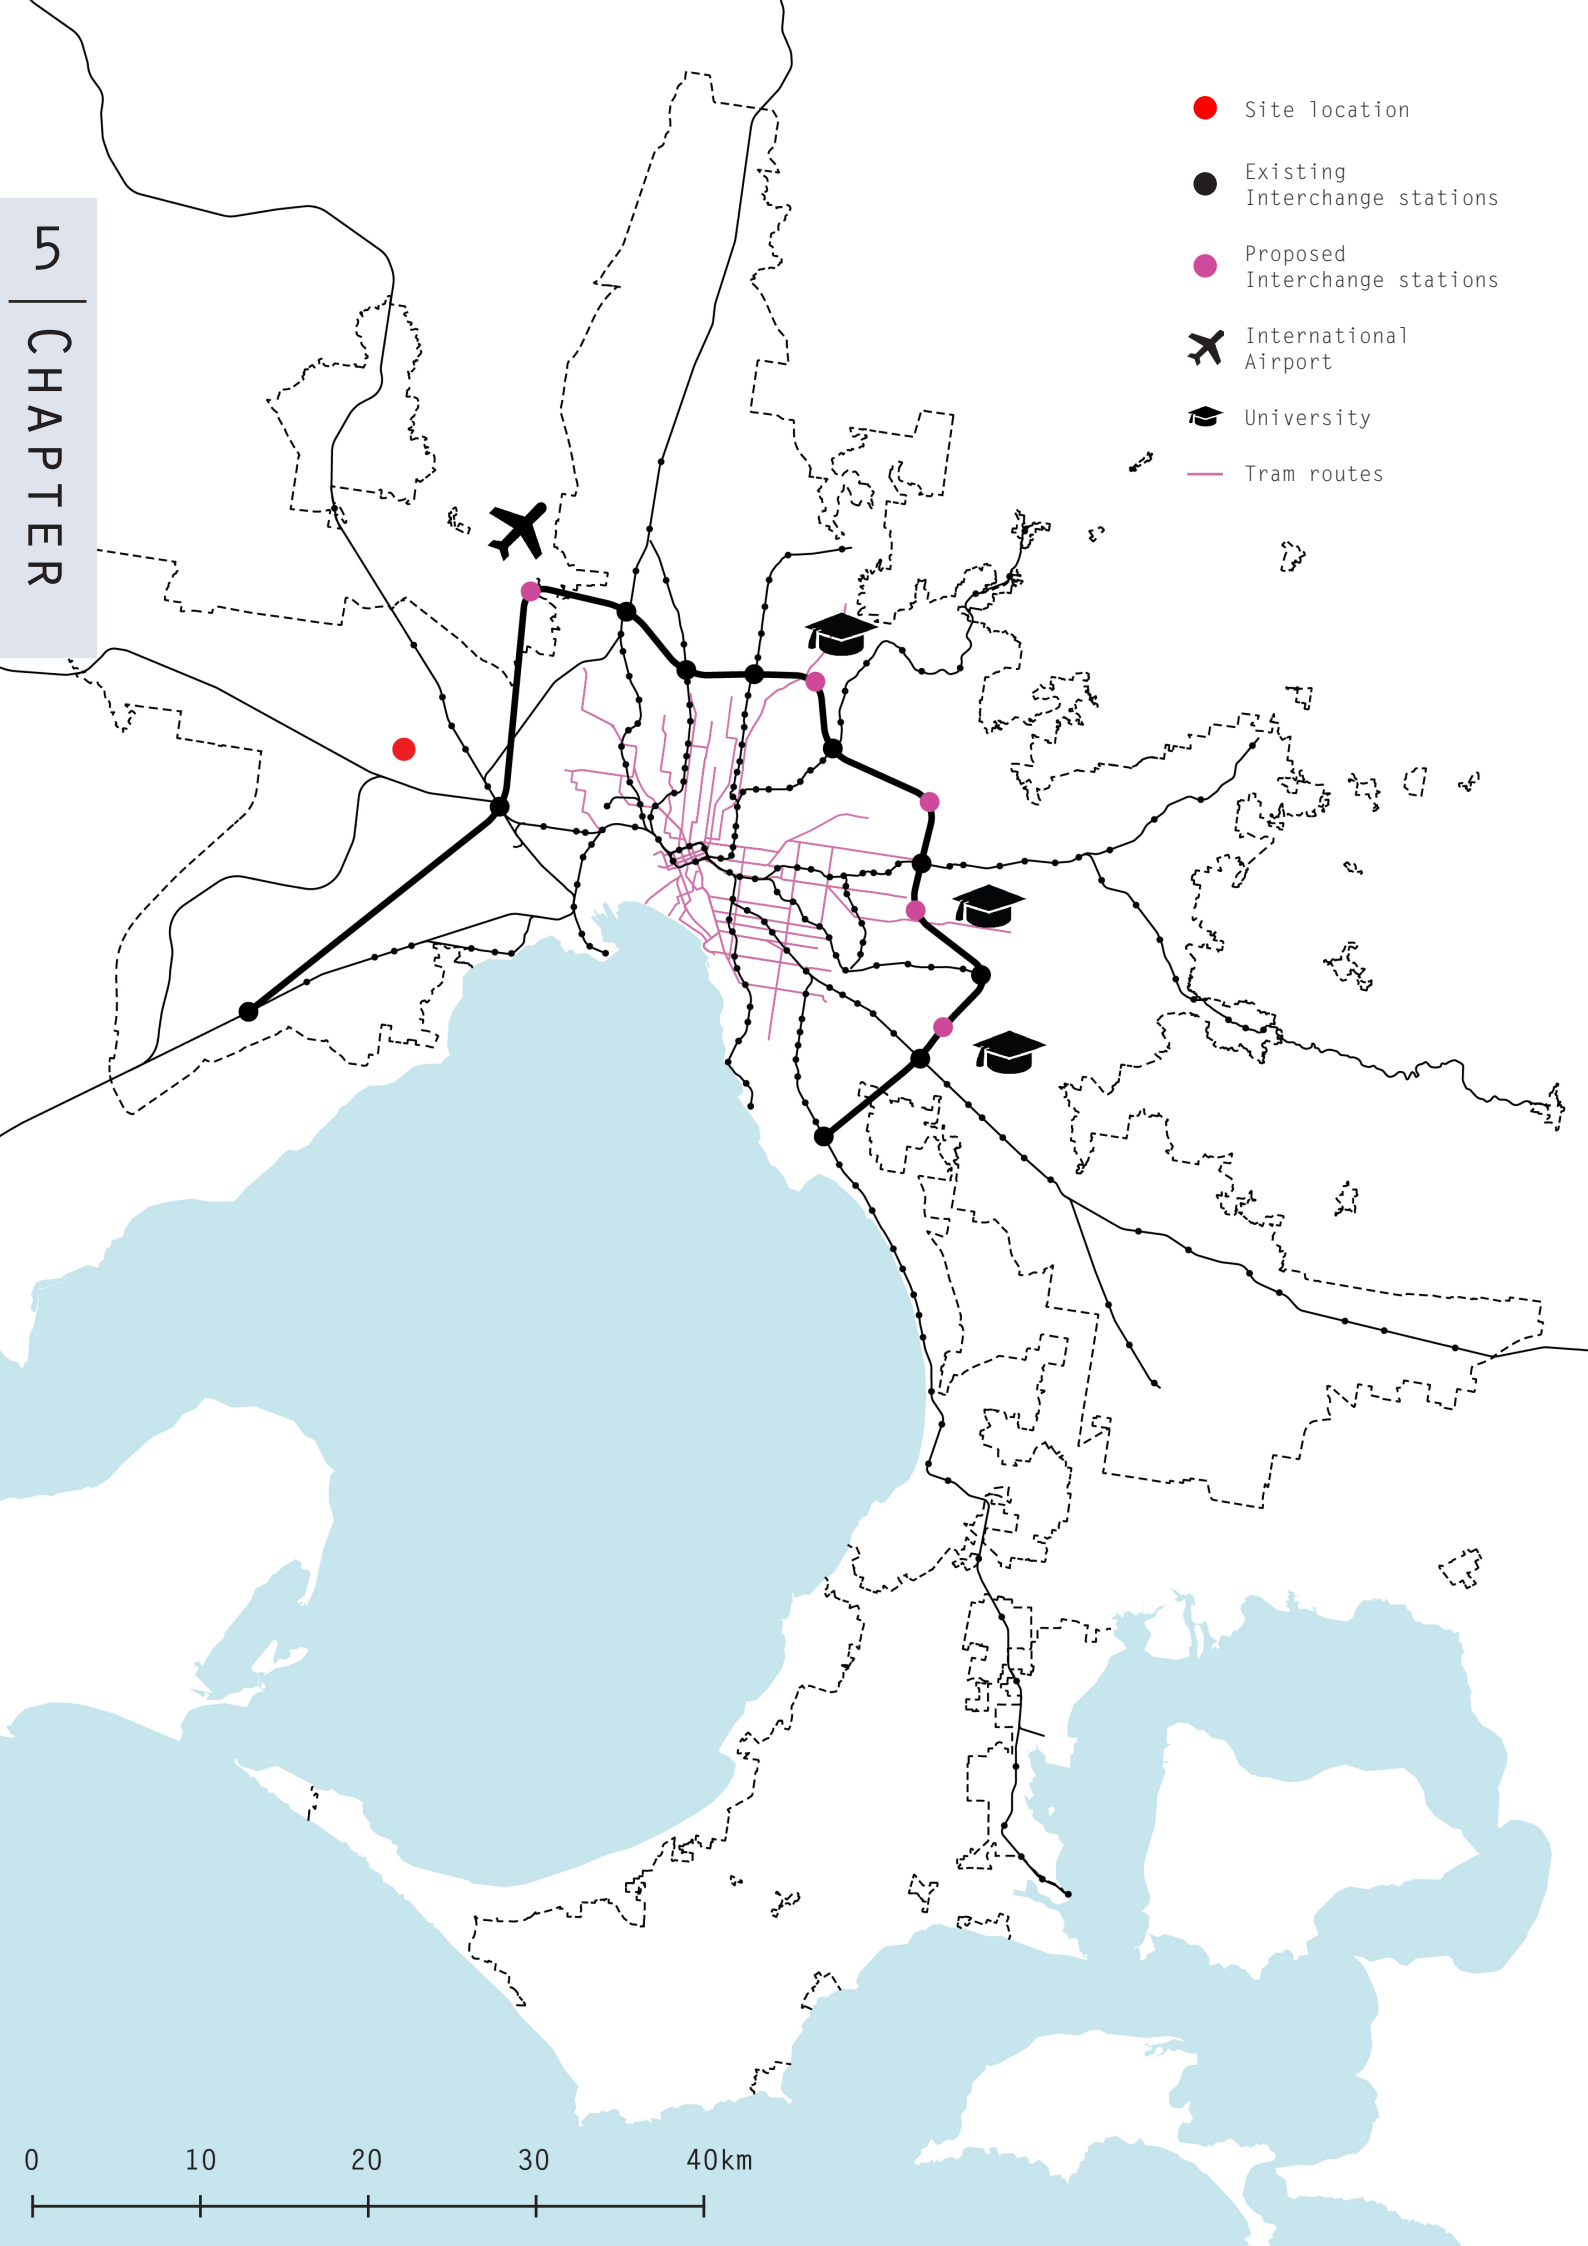 5
CHAPTER
Site location
Existing
Interchange stations
Proposed
Interchange stations
International
Airport
University
Tram routes
0 10 20 30 40km